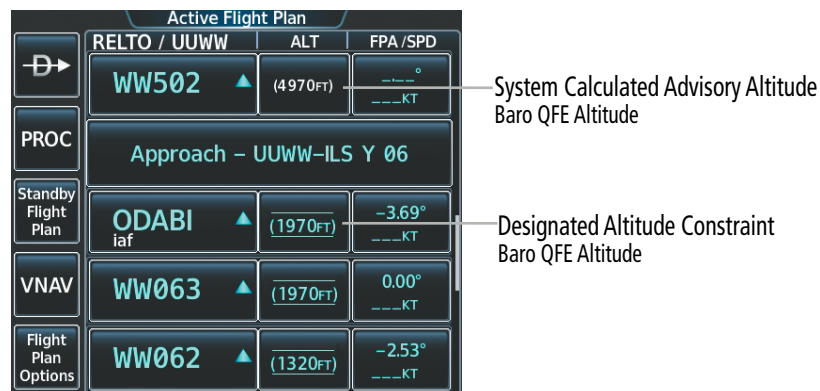 Active Flight Plan
RELTO / UUWW ALT FPA/SPD
D
WW502 (4970FT) _.__°
___KT
System Calculated Advisory Altitude
Baro QFE Altitude
PROC
Approach – UUWW-ILS Y 06
Standby
Flight
Plan
ODABI
iaf
(1970FT)
-3.69°
___KT
Designated Altitude Constraint
Baro QFE Altitude
VNAV
WW063 (1970FT) 0.00°
___KT
Flight
Plan
Options
WW062 (1320FT) -2.53°
___KT